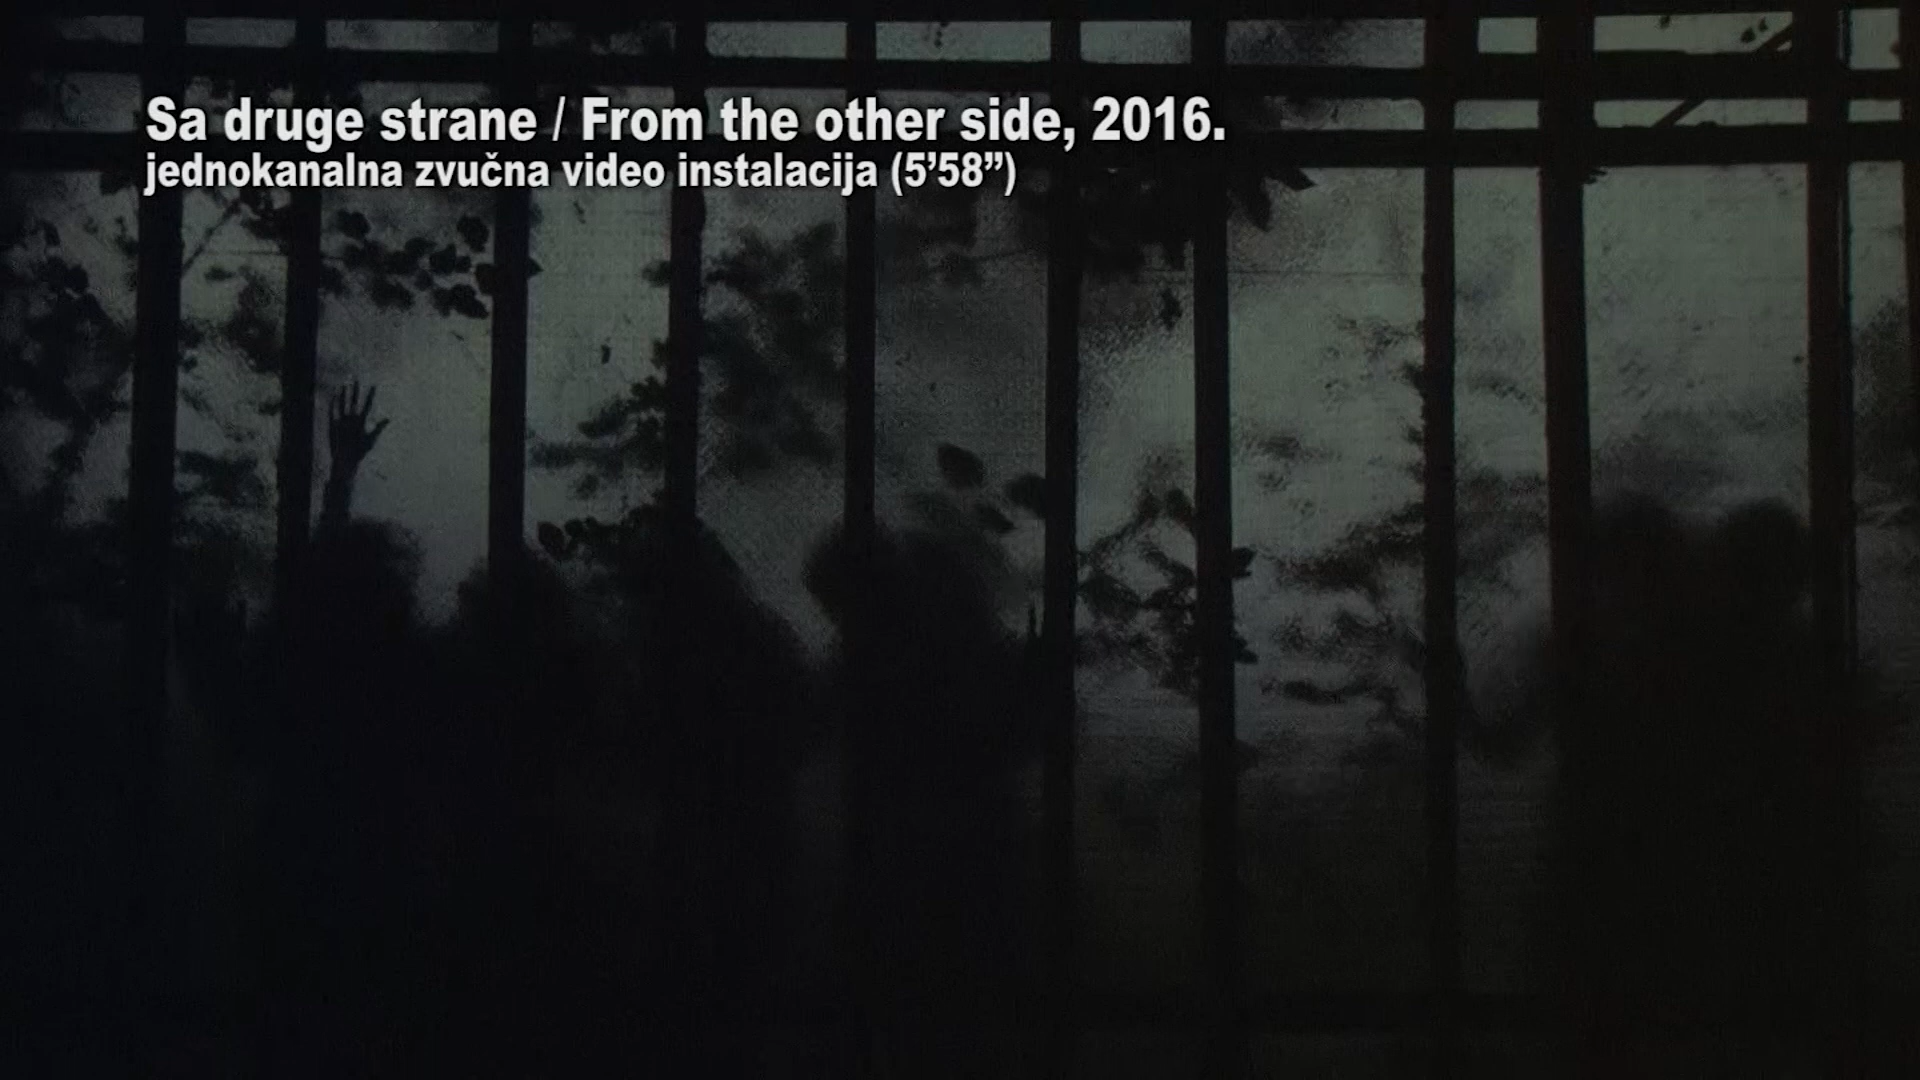 Sa druge strane / From the other side, 2016.
jednokanalna zvučna video instalacija (5’58”)